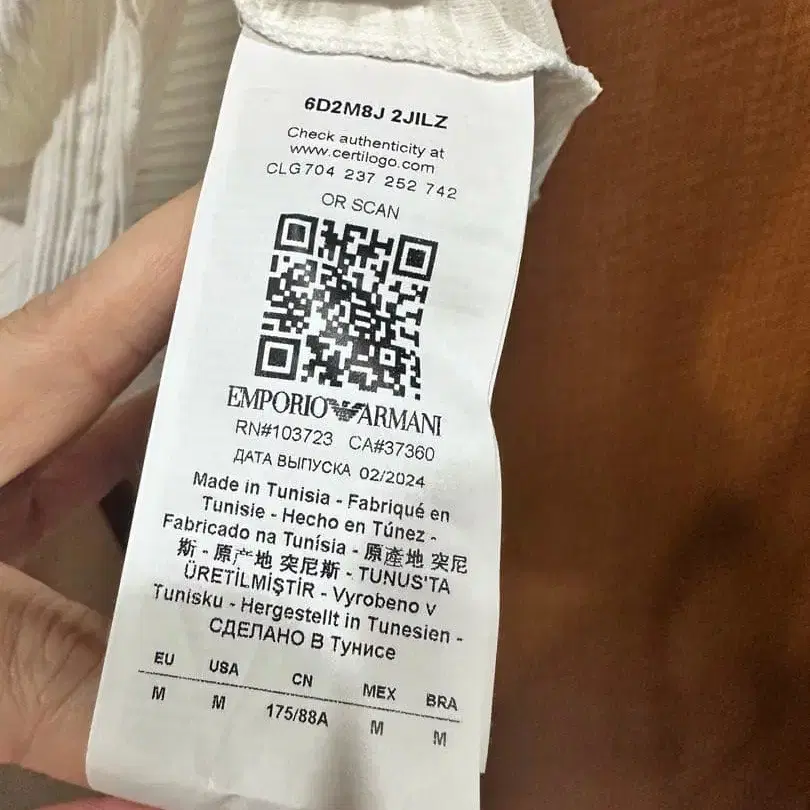 6D2M8J 2JILZ
Check authenticity at
www.certilogo.com
CLG704 237 252 742
OR SCAN
EMPORIO ARMANI
RN#103723 CA#37360
ДАТА ВЫПУСКА 02/2024
Made in Tunisia - Fabriqué en
Tunisie - Hecho en Túnez -
Fabricado na Tunísia - 原產地 突尼
斯 - 原产地 突尼斯 - TUNUS'TA
ÜRETİLMİŞTİR - Vyrobeno v
Tunisku - Hergestellt in Tunesien -
СДЕЛАНО В Тунисе
EU USA CN MEX BRA
M M 175/88A M M